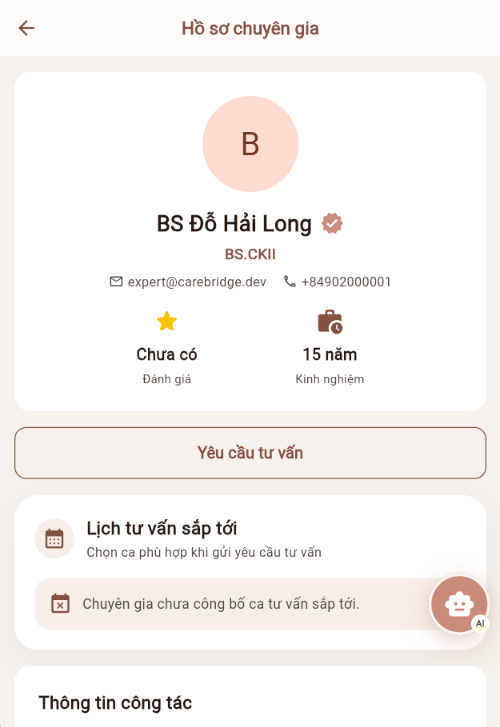 Hồ sơ chuyên gia
B
BS Đỗ Hải Long
BS.CKII
expert@carebridge.dev +84902000001
Chưa có
Đánh giá
15 năm
Kinh nghiệm
Yêu cầu tư vấn
Lịch tư vấn sắp tới
Chọn ca phù hợp khi gửi yêu cầu tư vấn
Chuyên gia chưa công bố ca tư vấn sắp tới.
AI
Thông tin công tác